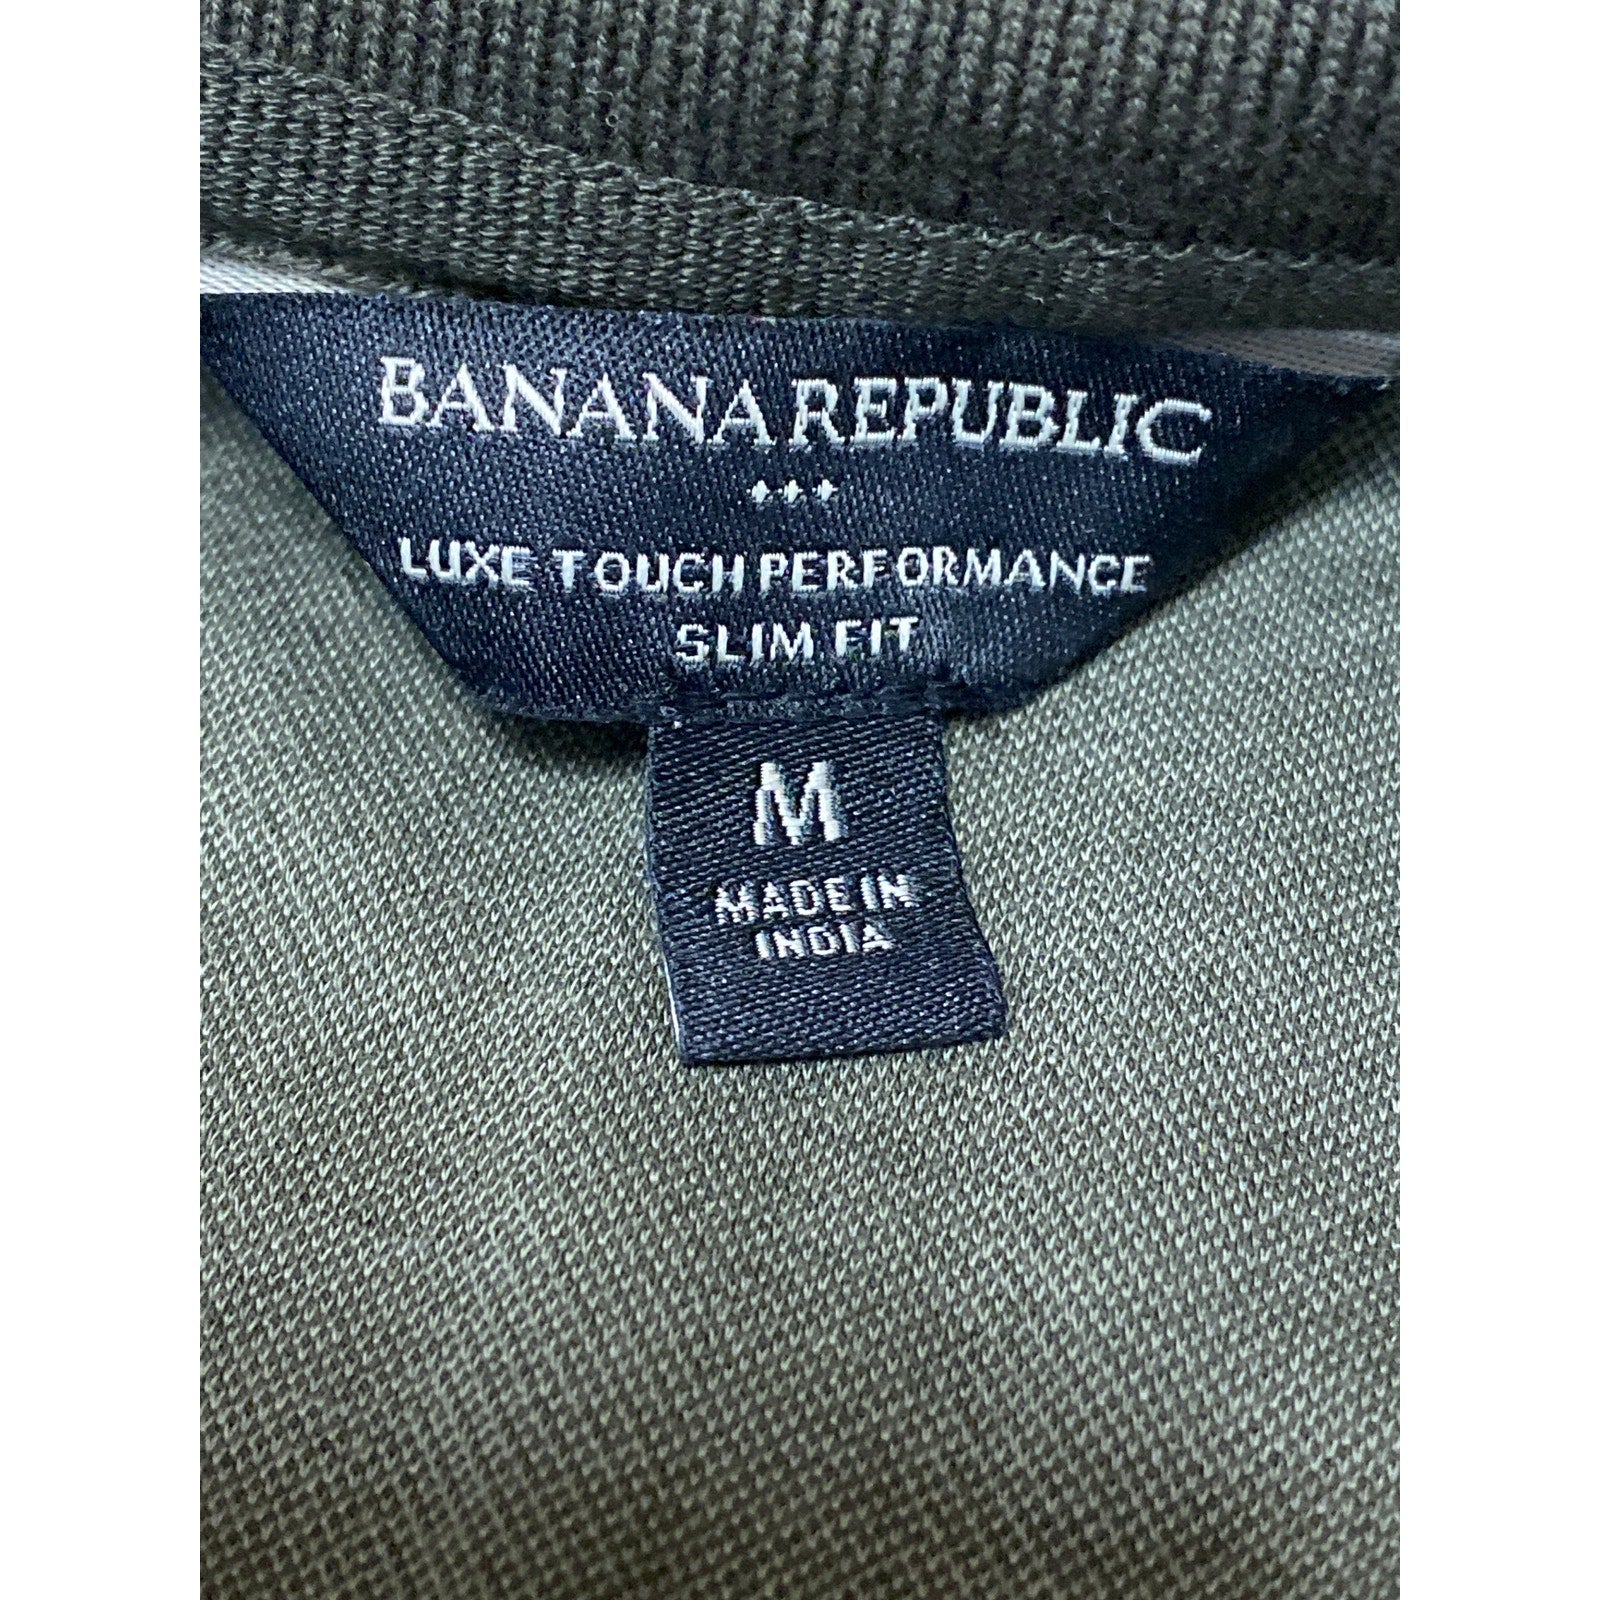 BANANA REPUBLIC
LUXE TOUCH PERFORMANCE
SLIM FIT
M
MADE IN
INDIA